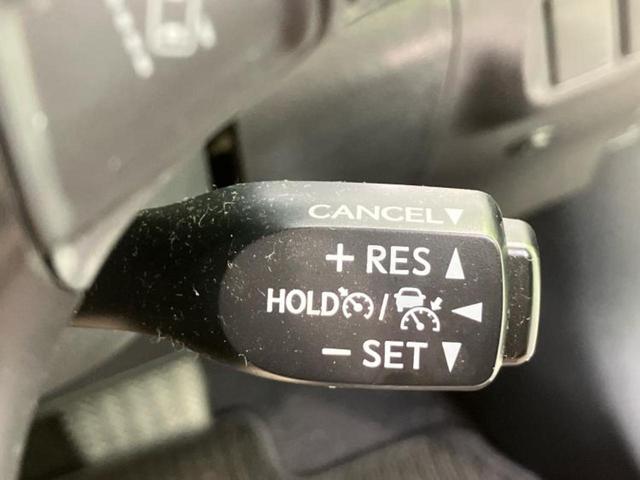 CANCEL▼
+ RES ▲
HOLD / ◀
− SET ▼